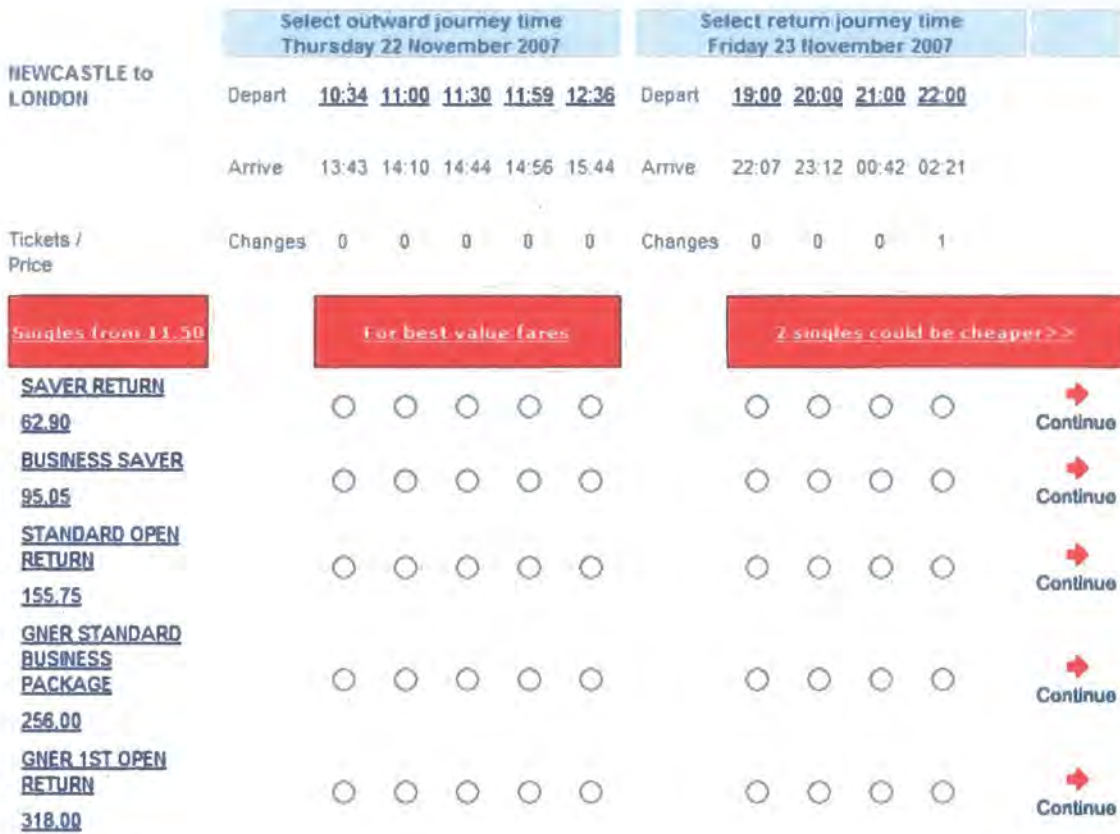 Select outward journey time
Thursday 22 November 2007
Select return journey time
Friday 23 November 2007
NEWCASTLE to
LONDON
Depart 10:34 11:00 11:30 11:59 12:36 Depart 19:00 20:00 21:00 22:00
Arrive 13:43 14:10 14:44 14:56 15:44 Arrive 22:07 23:12 00:42 02:21
Tickets /
Price
Changes 0 0 0 0 0 Changes 0 0 0 1
Singles from 11.50 For best value fares 2 singles could be cheaper>>
SAVER RETURN
62.90
Continue
BUSINESS SAVER
95.05
Continue
STANDARD OPEN
RETURN
155.75
Continue
GNER STANDARD
BUSINESS
PACKAGE
256.00
Continue
GNER 1ST OPEN
RETURN
318.00
Continue